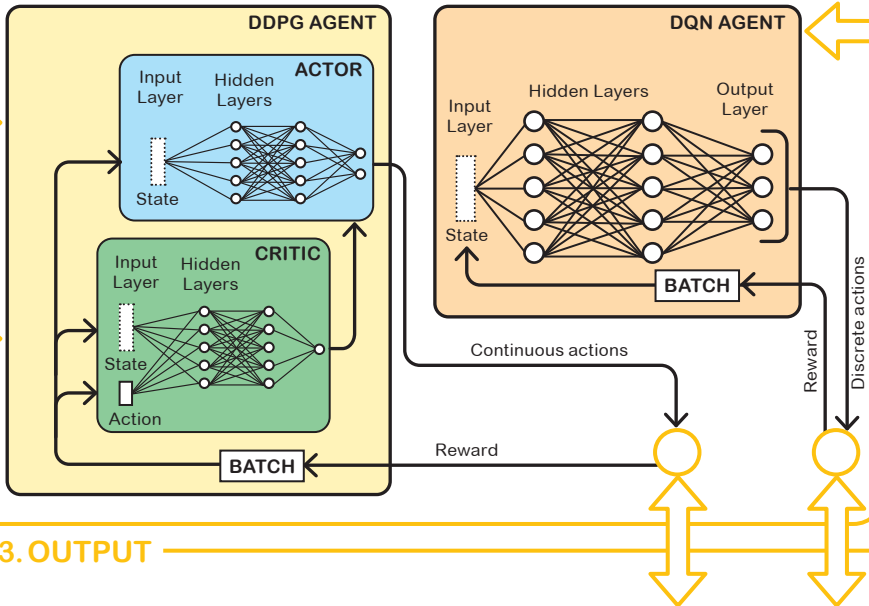 DDPG AGENT
ACTOR
Input
Layer
Hidden
Layers
State
CRITIC
Input
Layer
Hidden
Layers
State
Action
BATCH
DQN AGENT
Input
Layer
Hidden Layers
Output
Layer
State
BATCH
Continuous actions
Reward
Reward
Discrete actions
3. OUTPUT